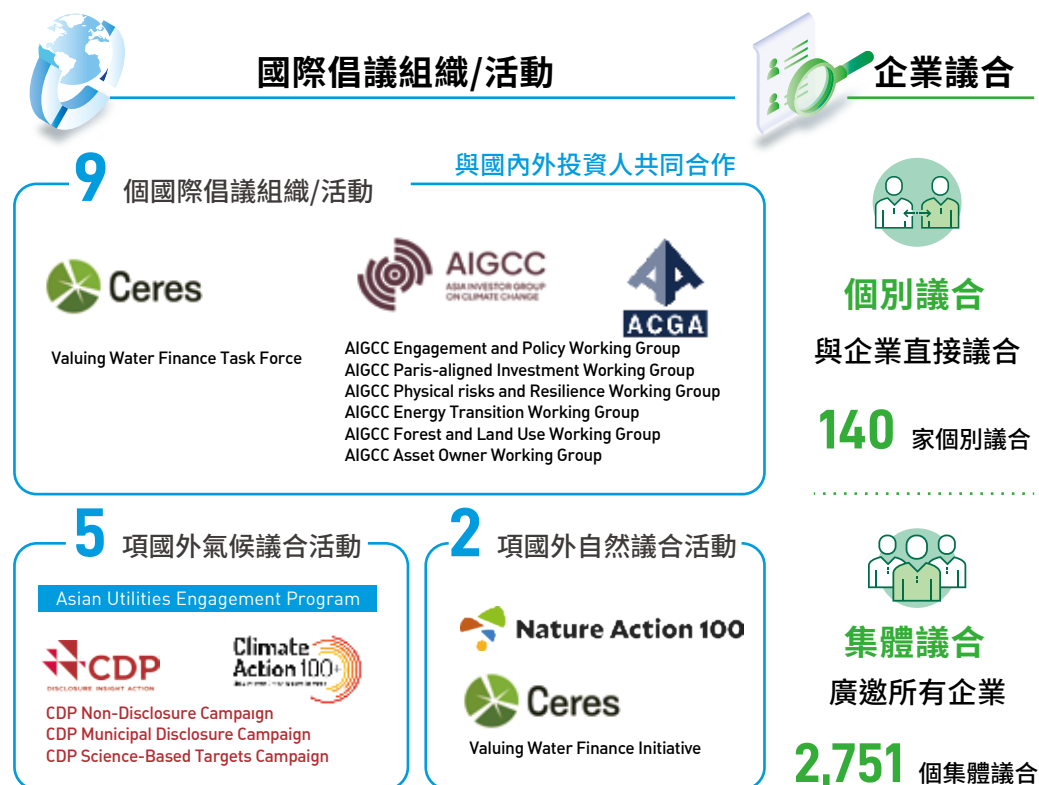 國際倡議組織/活動
企業議合
與國內外投資人共同合作
9 個國際倡議組織/活動
Ceres
Valuing Water Finance Task Force
AIGCC
ASIA INVESTOR GROUP
ON CLIMATE CHANGE
ACGA
AIGCC Engagement and Policy Working Group
AIGCC Paris-aligned Investment Working Group
AIGCC Physical risks and Resilience Working Group
AIGCC Energy Transition Working Group
AIGCC Forest and Land Use Working Group
AIGCC Asset Owner Working Group
5 項國外氣候議合活動
Asian Utilities Engagement Program
CDP
DISCLOSURE INSIGHT ACTION
Climate
Action 100+
CDP Non-Disclosure Campaign
CDP Municipal Disclosure Campaign
CDP Science-Based Targets Campaign
2 項國外自然議合活動
Nature Action 100
Ceres
Valuing Water Finance Initiative
個別議合
與企業直接議合
140 家個別議合
集體議合
廣邀所有企業
2,751 個集體議合